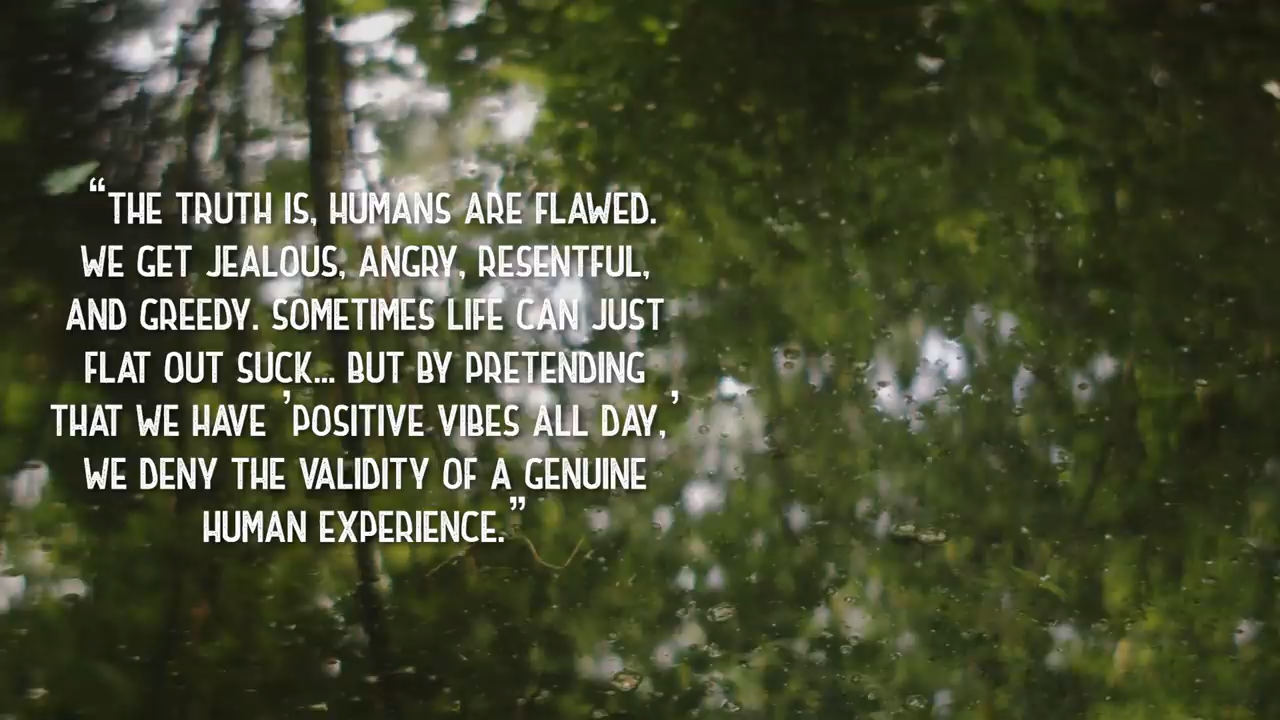 “THE TRUTH IS, HUMANS ARE FLAWED.
WE GET JEALOUS, ANGRY, RESENTFUL,
AND GREEDY. SOMETIMES LIFE CAN JUST
FLAT OUT SUCK... BUT BY PRETENDING
THAT WE HAVE 'POSITIVE VIBES ALL DAY,'
WE DENY THE VALIDITY OF A GENUINE
HUMAN EXPERIENCE.”